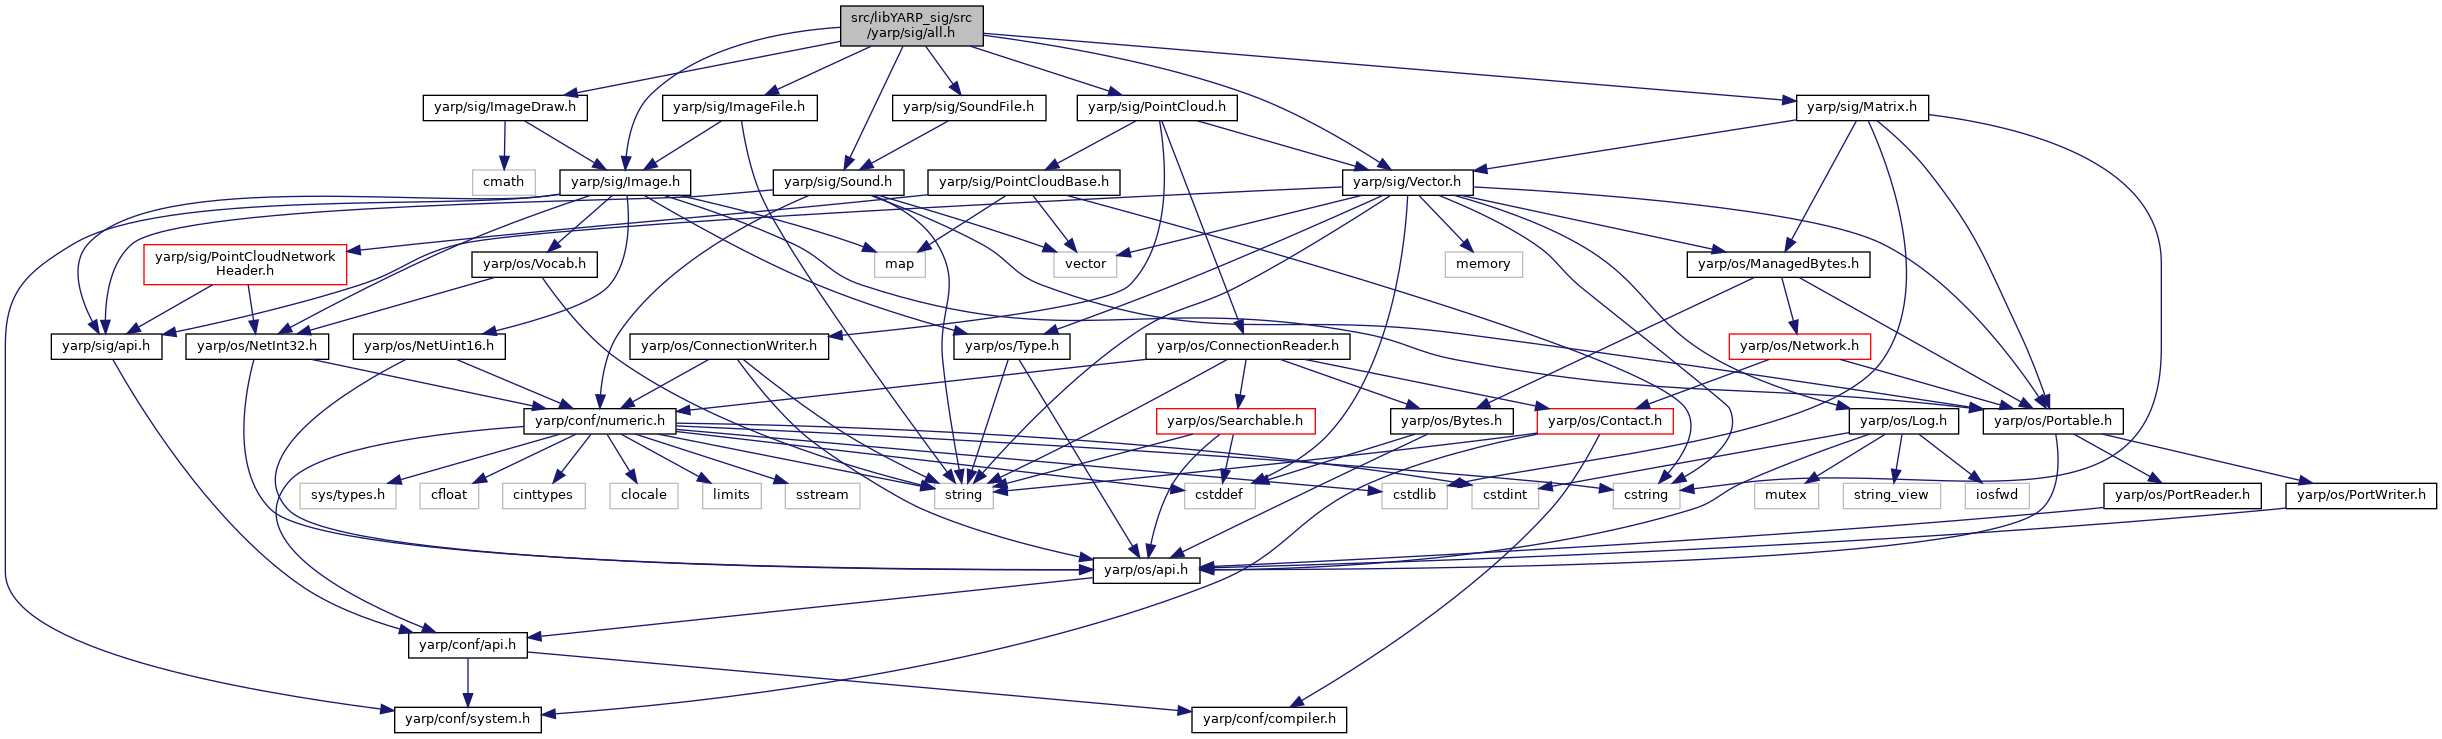 src/libYARP_sig/src
/yarp/sig/all.h
yarp/sig/ImageDraw.h
yarp/sig/ImageFile.h
yarp/sig/SoundFile.h
yarp/sig/PointCloud.h
yarp/sig/Matrix.h
cmath
yarp/sig/Image.h
yarp/sig/Sound.h
yarp/sig/PointCloudBase.h
yarp/sig/Vector.h
yarp/sig/PointCloudNetwork
Header.h
yarp/os/Vocab.h
map
vector
memory
yarp/os/ManagedBytes.h
yarp/sig/api.h
yarp/os/NetInt32.h
yarp/os/NetUint16.h
yarp/os/ConnectionWriter.h
yarp/os/Type.h
yarp/os/ConnectionReader.h
yarp/os/Network.h
yarp/conf/numeric.h
yarp/os/Searchable.h
yarp/os/Bytes.h
yarp/os/Contact.h
yarp/os/Log.h
yarp/os/Portable.h
sys/types.h
cfloat
cinttypes
clocale
limits
sstream
string
cstddef
cstdlib
cstdint
cstring
mutex
string_view
iosfwd
yarp/os/PortReader.h
yarp/os/PortWriter.h
yarp/os/api.h
yarp/conf/api.h
yarp/conf/system.h
yarp/conf/compiler.h